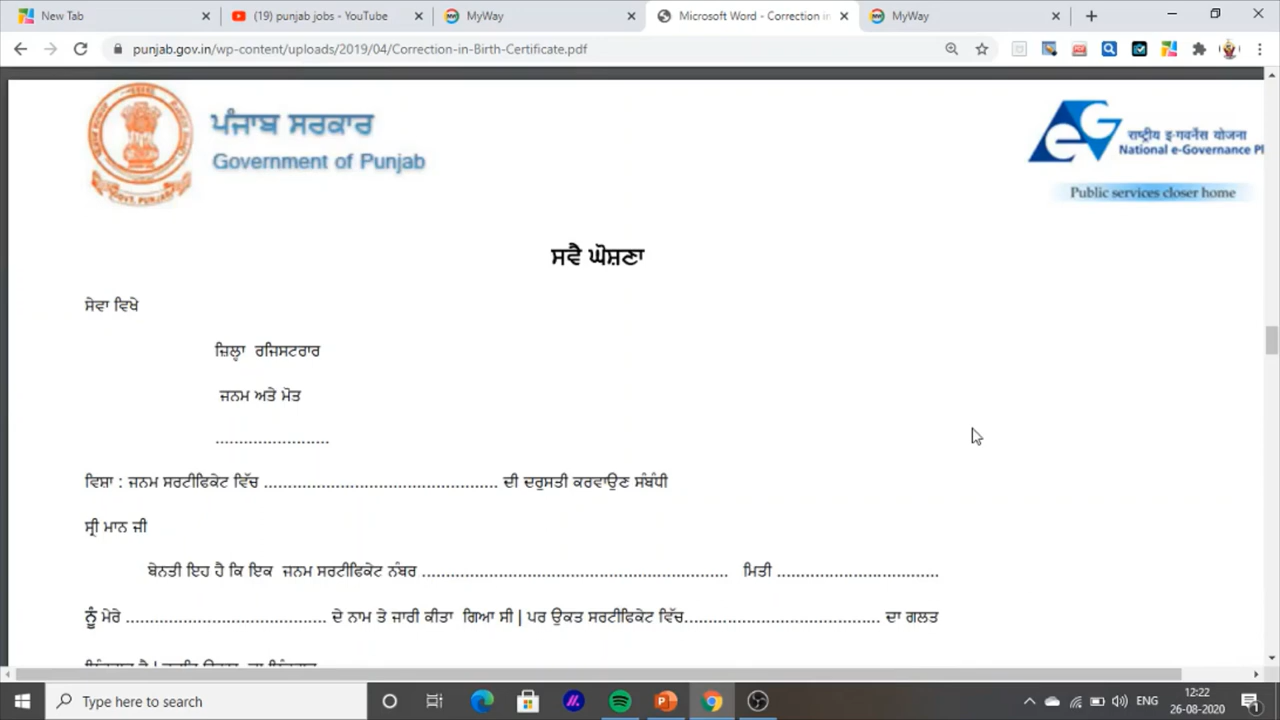 New Tab
(19) punjab jobs - YouTube
MyWay
Microsoft Word - Correction in
MyWay
punjab.gov.in/wp-content/uploads/2019/04/Correction-in-Birth-Certificate.pdf
ਪੰਜਾਬ ਸਰਕਾਰ
Government of Punjab
राष्ट्रीय इ-गवर्नेंस योजना
National e-Governance Pl
Public services closer home
ਸਵੈ ਘੋਸ਼ਣਾ
ਸੇਵਾ ਵਿਖੇ
ਜ਼ਿਲ੍ਹਾ ਰਜਿਸਟਰਾਰ
ਜਨਮ ਅਤੇ ਮੋਤ
........................
ਵਿਸ਼ਾ : ਜਨਮ ਸਰਟੀਫਿਕੇਟ ਵਿੱਚ ................................................. ਦੀ ਦਰੁਸਤੀ ਕਰਵਾਉਣ ਸੰਬੰਧੀ
ਸ੍ਰੀ ਮਾਨ ਜੀ
ਬੇਨਤੀ ਇਹ ਹੈ ਕਿ ਇਕ ਜਨਮ ਸਰਟੀਫਿਕੇਟ ਨੰਬਰ ................................................................ ਮਿਤੀ ..................................
ਨੂੰ ਮੇਰੇ .......................................... ਦੇ ਨਾਮ ਤੇ ਜਾਰੀ ਕੀਤਾ ਗਿਆ ਸੀ | ਪਰ ਉਕਤ ਸਰਟੀਫਿਕੇਟ ਵਿੱਚ......................................... ਦਾ ਗਲਤ
Type here to search
ENG
12:22
26-08-2020